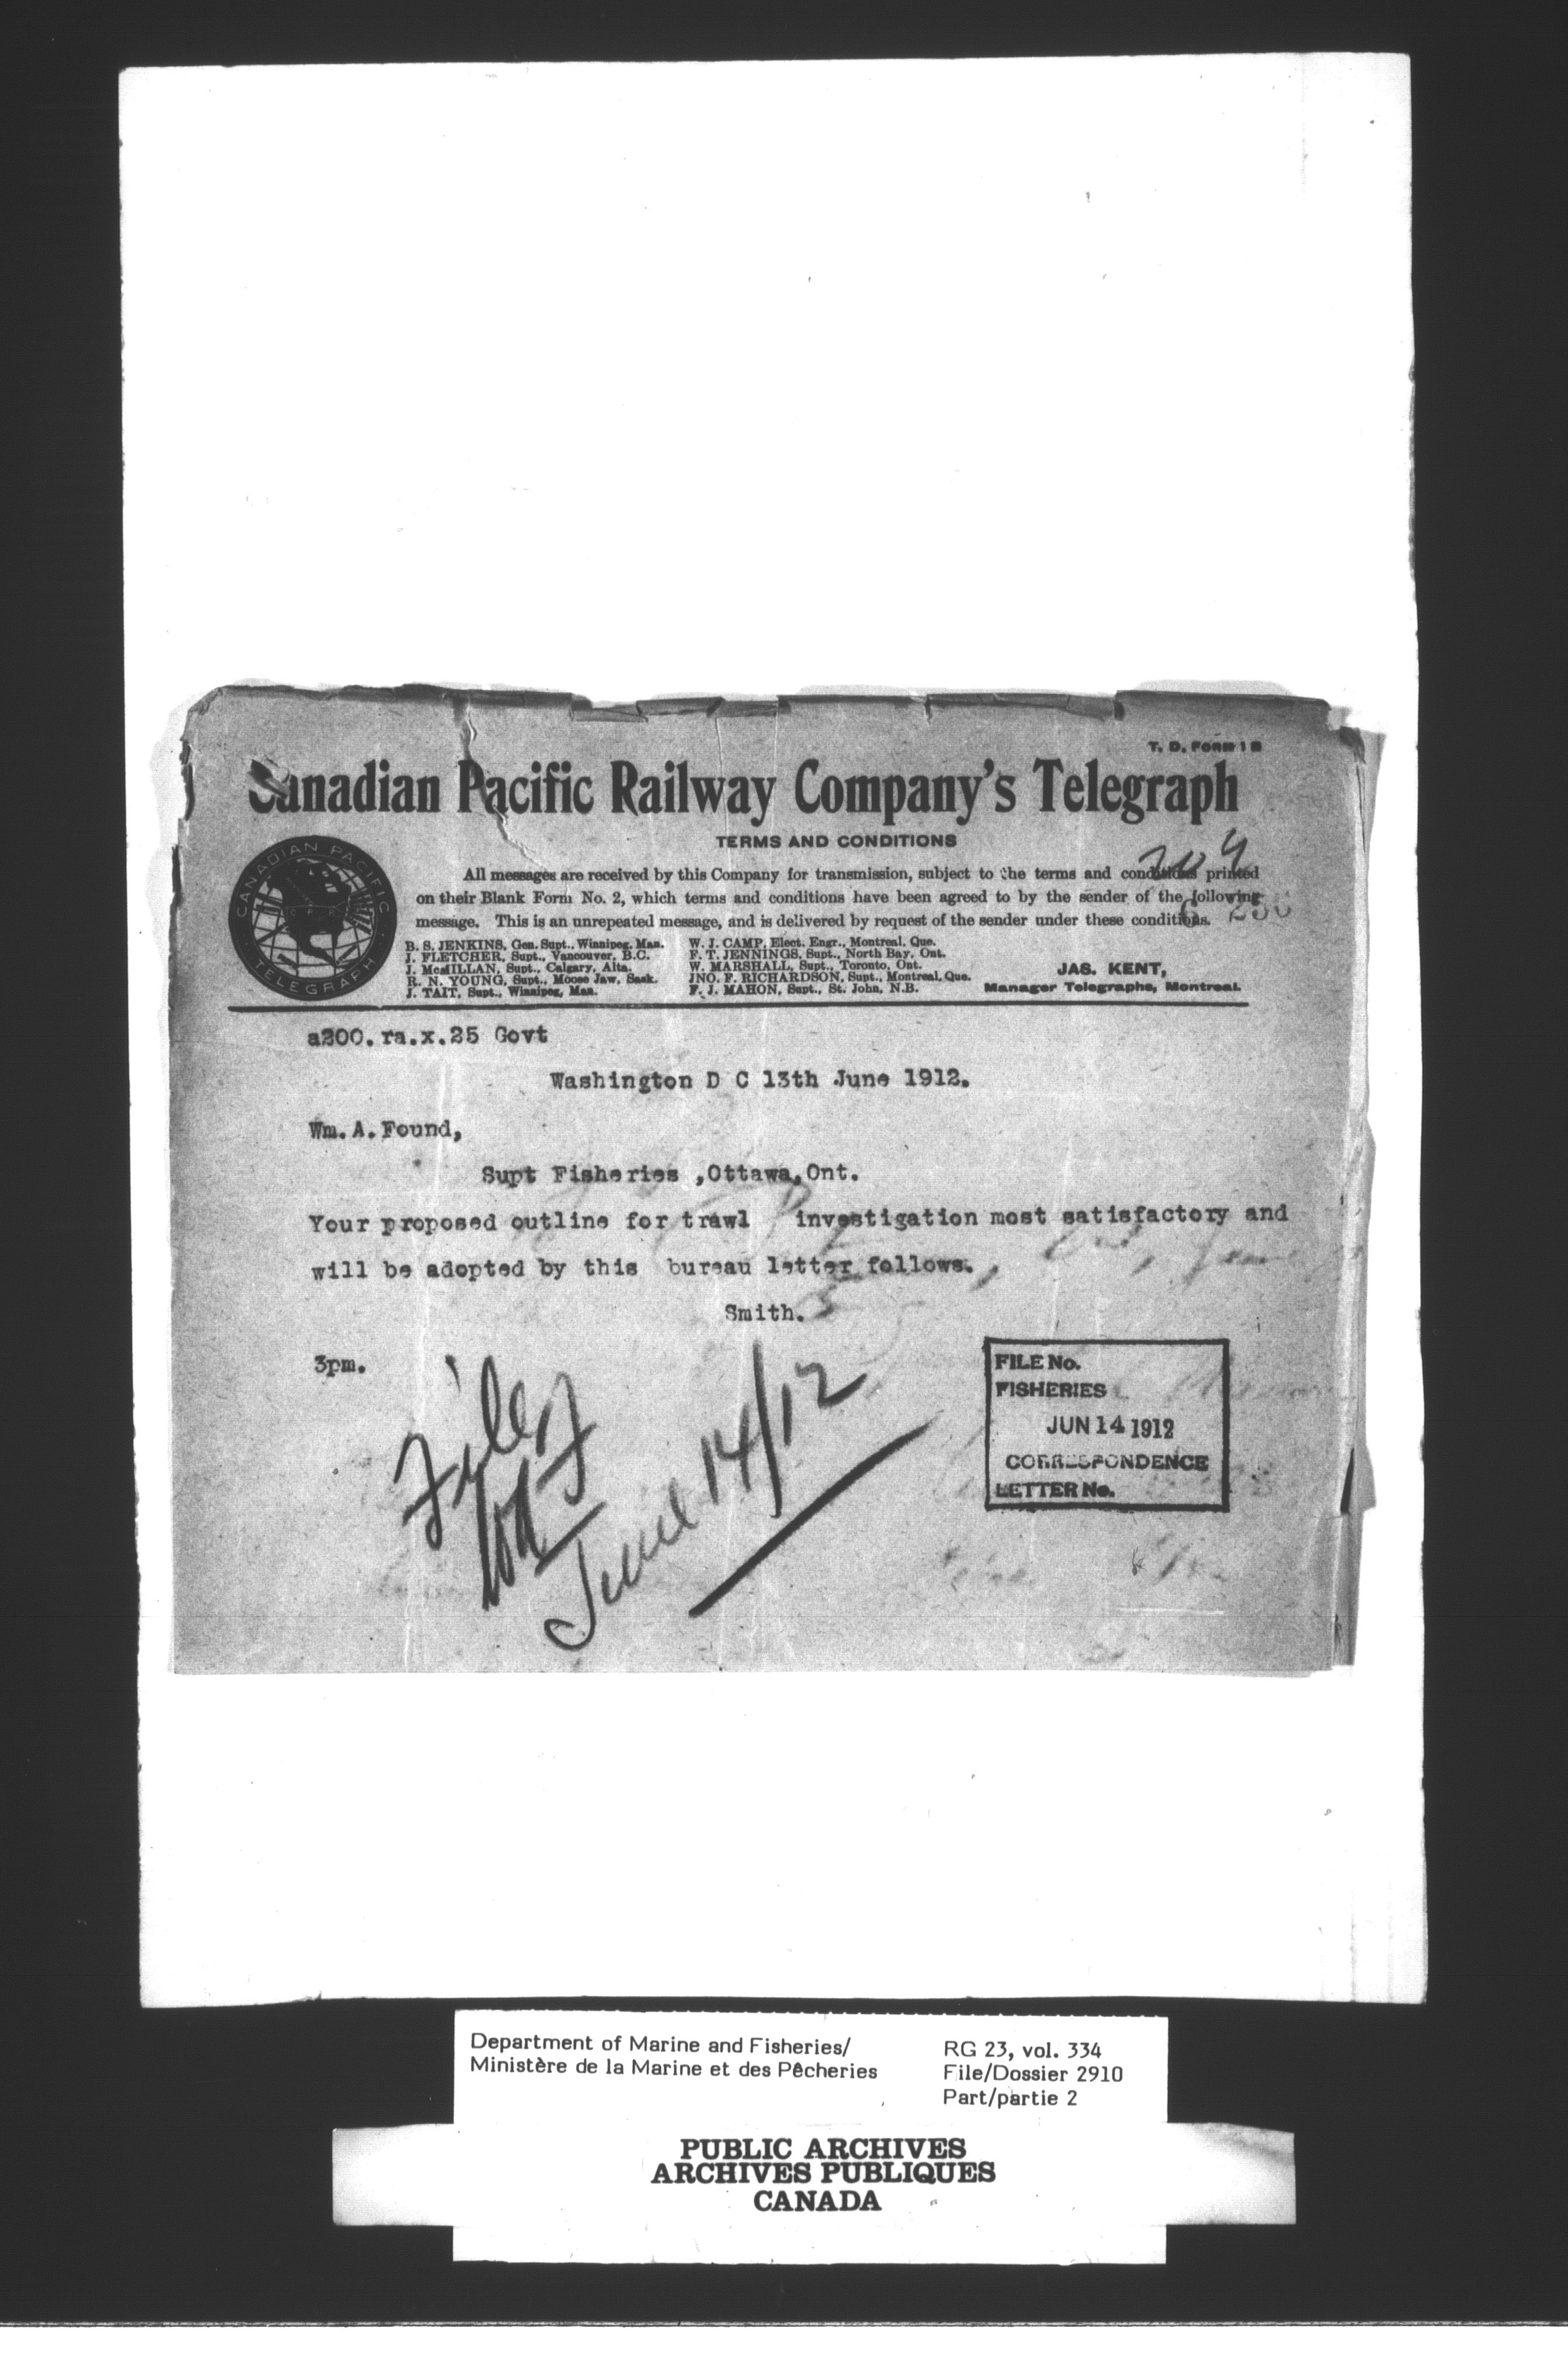 T. D. FORM 1 B
Canadian Pacific Railway Company's Telegraph
TERMS AND CONDITIONS
CANADIAN PACIFIC
TELEGRAPH
All messages are received by this Company for transmission, subject to the terms and conditions printed
on their Blank Form No. 2, which terms and conditions have been agreed to by the sender of the following
message. This is an unrepeated message, and is delivered by request of the sender under these conditions.
204
B. S. JENKINS, Gen. Supt., Winnipeg, Man.
J. FLETCHER, Supt., Vancouver, B.C.
J. McMILLAN, Supt., Calgary, Alta.
R. N. YOUNG, Supt., Moose Jaw, Sask.
J. TAIT, Supt., Winnipeg, Man.
W. J. CAMP, Elect. Engr., Montreal, Que.
F. T. JENNINGS, Supt., North Bay, Ont.
W. MARSHALL, Supt., Toronto, Ont.
JNO. F. RICHARDSON, Supt., Montreal, Que.
F. J. MAHON, Supt., St. John, N.B.
JAS. KENT,
Manager Telegraphs, Montreal.
a200.ra.x.25 Govt
Washington D C 13th June 1912.
Wm.A.Found,
Supt Fisheries ,Ottawa,Ont.
Your proposed outline for trawl investigation most satisfactory and
will be adopted by this bureau letter follows.
Smith.
3pm.
File
June 14/12
FILE No.
FISHERIES
JUN 14 1912
CORRESPONDENCE
LETTER No.
Department of Marine and Fisheries/
Ministère de la Marine et des Pêcheries
RG 23, vol. 334
File/Dossier 2910
Part/partie 2
PUBLIC ARCHIVES
ARCHIVES PUBLIQUES
CANADA